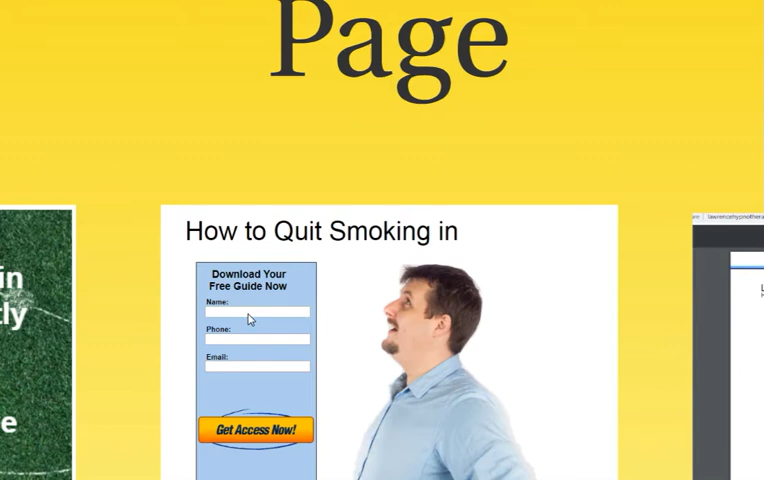 Page
in
tly
e
How to Quit Smoking in
Download Your
Free Guide Now
Name:
Phone:
Email:
Get Access Now!